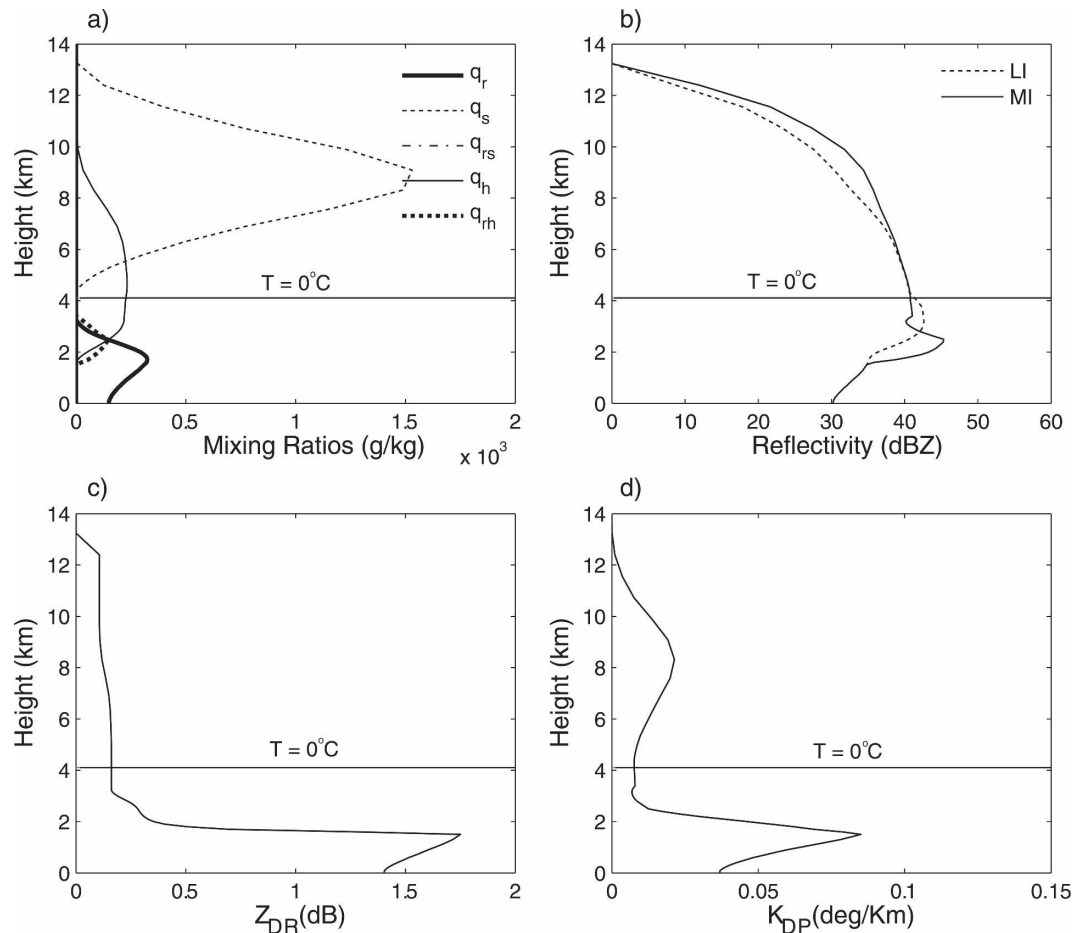 a)
14
12
10
8
6
4
2
0
Height (km)
q_r
q_s
q_rs
q_h
q_rh
T = 0°C
0 0.5 1 1.5 2
Mixing Ratios (g/kg)
x 10³
b)
14
12
10
8
6
4
2
0
Height (km)
LI
MI
T = 0°C
0 10 20 30 40 50 60
Reflectivity (dBZ)
c)
14
12
10
8
6
4
2
0
Height (km)
T = 0°C
0 0.5 1 1.5 2
Z_DR(dB)
d)
14
12
10
8
6
4
2
0
Height (km)
T = 0°C
0 0.05 0.1 0.15
K_DP(deg/Km)